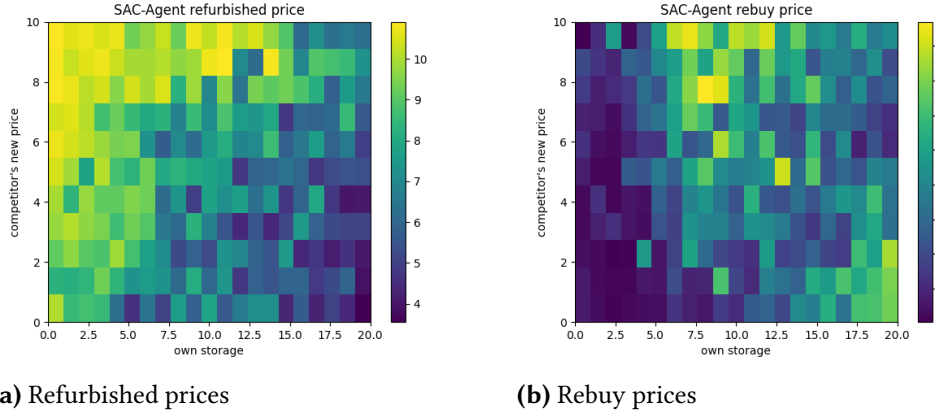 SAC-Agent refurbished price
10
8
6
4
2
0
0.0 2.5 5.0 7.5 10.0 12.5 15.0 17.5 20.0
competitor's new price
own storage
10
9
8
7
6
5
4
SAC-Agent rebuy price
10
8
6
4
2
0
0.0 2.5 5.0 7.5 10.0 12.5 15.0 17.5 20.0
competitor's new price
own storage
a) Refurbished prices
(b) Rebuy prices